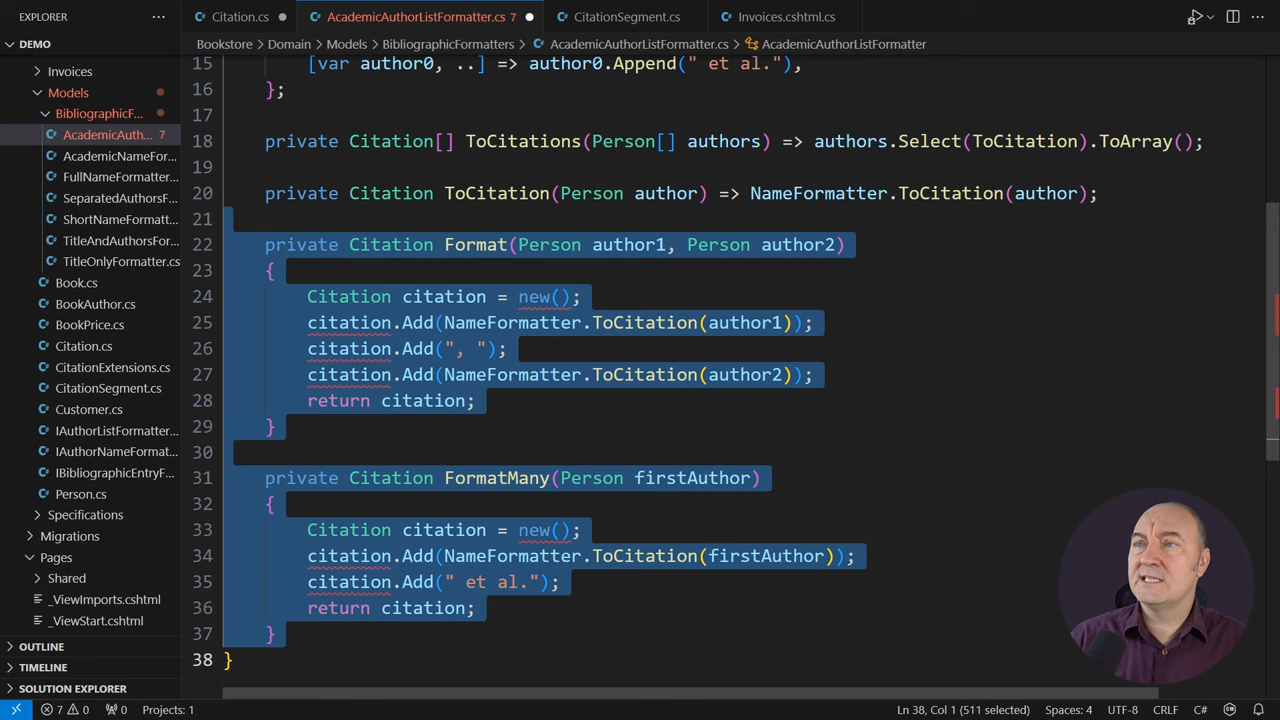 EXPLORER
Citation.cs
AcademicAuthorListFormatter.cs 7
CitationSegment.cs
Invoices.cshtml.cs
DEMO
Bookstore > Domain > Models > BibliographicFormatters > AcademicAuthorListFormatter.cs > AcademicAuthorListFormatter
Invoices
Models
BibliographicF...
AcademicAuth... 7
AcademicNameFor...
FullNameFormatter...
SeparatedAuthorsF...
ShortNameFormatt...
TitleAndAuthorsFor...
TitleOnlyFormatter.cs
Book.cs
BookAuthor.cs
BookPrice.cs
Citation.cs
CitationExtensions.cs
CitationSegment.cs
Customer.cs
IAuthorListFormatter...
IAuthorNameFormat...
IBibliographicEntryF...
Person.cs
Specifications
Migrations
Pages
Shared
_ViewImports.cshtml
_ViewStart.cshtml
OUTLINE
TIMELINE
SOLUTION EXPLORER
15 [var author0, ..] => author0.Append(" et al."),
16 };
17
18 private Citation[] ToCitations(Person[] authors) => authors.Select(ToCitation).ToArray();
19
20 private Citation ToCitation(Person author) => NameFormatter.ToCitation(author);
21
22 private Citation Format(Person author1, Person author2)
23 {
24 Citation citation = new();
25 citation.Add(NameFormatter.ToCitation(author1));
26 citation.Add(", ");
27 citation.Add(NameFormatter.ToCitation(author2));
28 return citation;
29 }
30
31 private Citation FormatMany(Person firstAuthor)
32 {
33 Citation citation = new();
34 citation.Add(NameFormatter.ToCitation(firstAuthor));
35 citation.Add(" et al.");
36 return citation;
37 }
38 }
7 0 0 Projects: 1
Ln 38, Col 1 (511 selected) Spaces: 4 UTF-8 CRLF C#